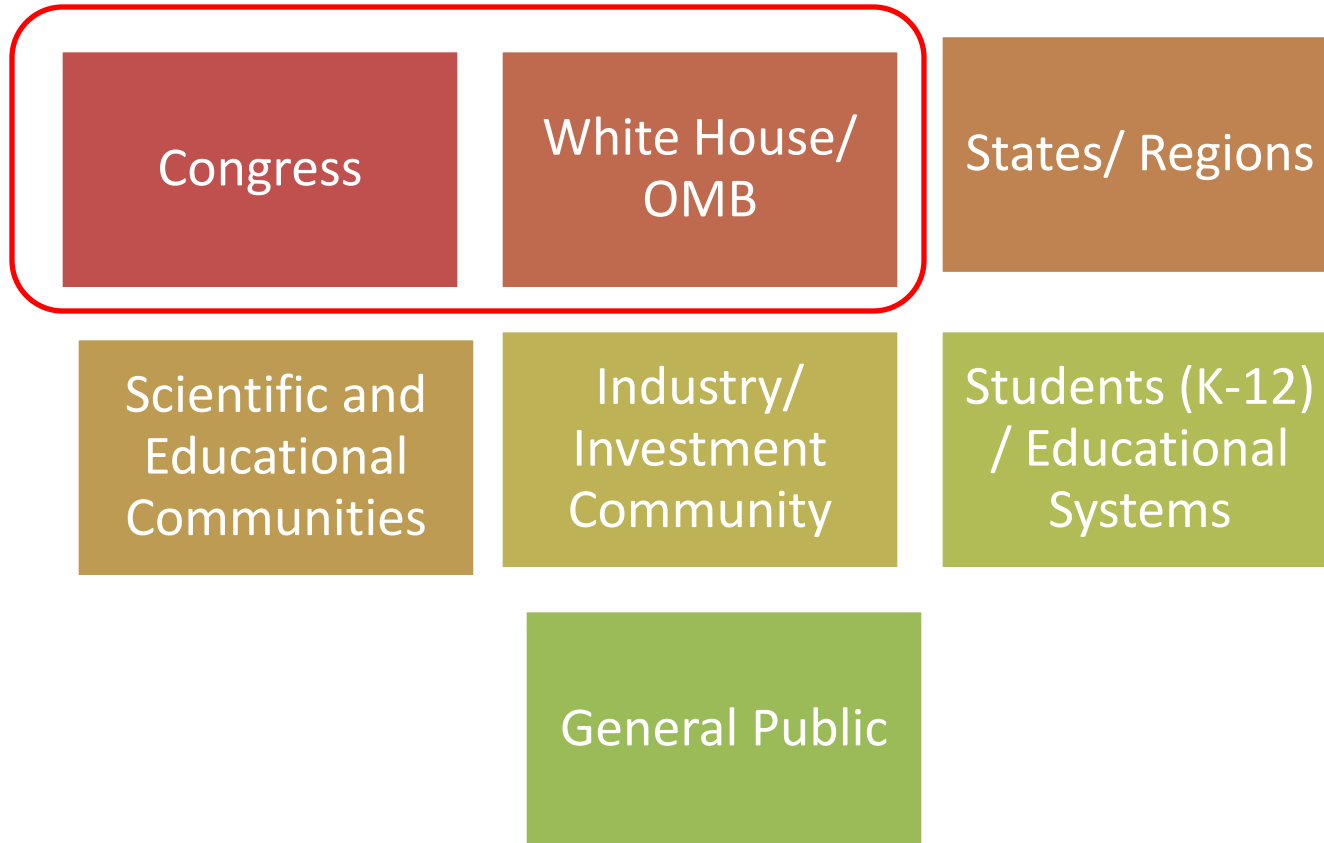 Congress
White House/
OMB
States/ Regions
Scientific and
Educational
Communities
Industry/
Investment
Community
Students (K-12)
/ Educational
Systems
General Public